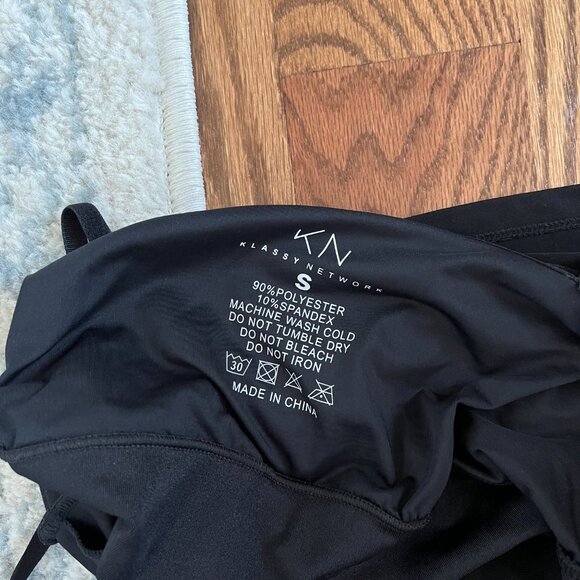 KN
KLASSY NETWORK
S
90%POLYESTER
10%SPANDEX
MACHINE WASH COLD
DO NOT TUMBLE DRY
DO NOT BLEACH
DO NOT IRON
30
MADE IN CHINA